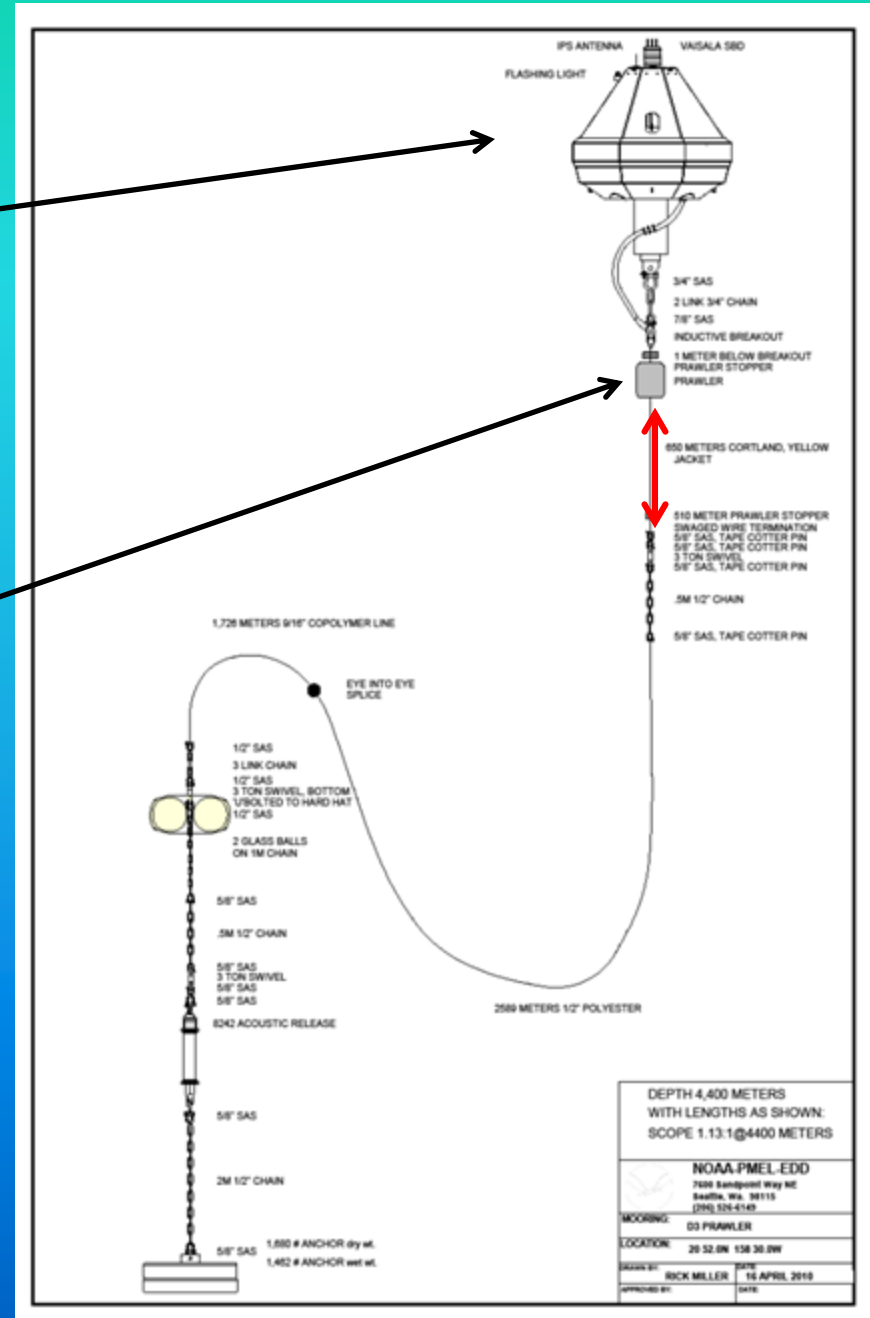 IPS ANTENNA
VAISALA SBD
FLASHING LIGHT
3/4" SAS
2 LINK 3/4" CHAIN
7/8" SAS
INDUCTIVE BREAKOUT
1 METER BELOW BREAKOUT
PRAWLER STOPPER
PRAWLER
650 METERS CORTLAND, YELLOW
JACKET
510 METER PRAWLER STOPPER
SWAGED WIRE TERMINATION
5/8" SAS, TAPE COTTER PIN
5/8" SAS, TAPE COTTER PIN
3 TON SWIVEL
5/8" SAS, TAPE COTTER PIN
.5M 1/2" CHAIN
5/8" SAS, TAPE COTTER PIN
1,726 METERS 9/16" COPOLYMER LINE
EYE INTO EYE
SPLICE
1/2" SAS
3 LINK CHAIN
1/2" SAS
3 TON SWIVEL, BOTTOM
'U'BOLTED TO HARD HAT
1/2" SAS
2 GLASS BALLS
ON 1M CHAIN
5/8" SAS
.5M 1/2" CHAIN
5/8" SAS
3 TON SWIVEL
5/8" SAS
5/8" SAS
8242 ACOUSTIC RELEASE
2589 METERS 1/2" POLYESTER
5/8" SAS
2M 1/2" CHAIN
5/8" SAS
1,680 # ANCHOR dry wt.
1,462 # ANCHOR wet wt.
DEPTH 4,400 METERS
WITH LENGTHS AS SHOWN:
SCOPE 1.13:1@4400 METERS
NOAA-PMEL-EDD
7600 Sandpoint Way NE
Seattle, Wa. 98115
(206) 526-6149
MOORING: D3 PRAWLER
LOCATION: 20 52.0N 158 30.0W
DRAWN BY: RICK MILLER
DATE: 16 APRIL 2010
APPROVED BY:
DATE: